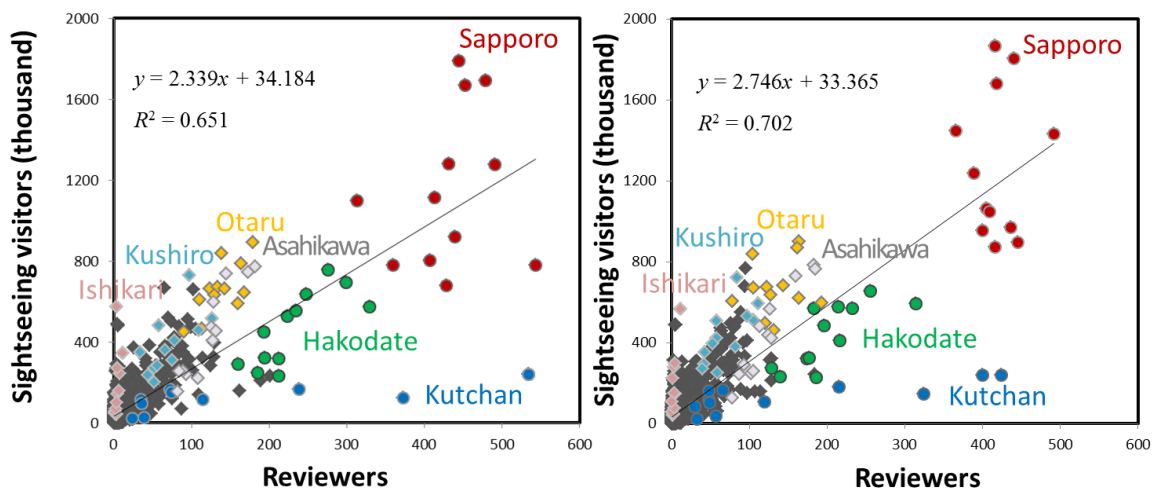 Sightseeing visitors (thousand)
2000
1600
1200
800
400
0
y = 2.339x + 34.184
R² = 0.651
Sapporo
Otaru
Asahikawa
Kushiro
Ishikari
Hakodate
Kutchan
0 100 200 300 400 500 600
Reviewers
Sightseeing visitors (thousand)
2000
1600
1200
800
400
0
y = 2.746x + 33.365
R² = 0.702
Sapporo
Otaru
Asahikawa
Kushiro
Ishikari
Hakodate
Kutchan
0 100 200 300 400 500 600
Reviewers